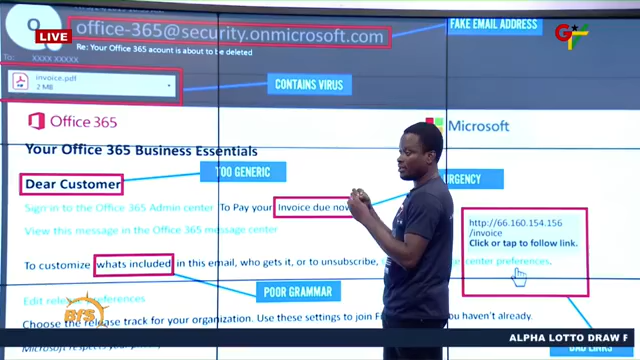 office-365@security.onmicrosoft.com
FAKE EMAIL ADDRESS
LIVE
Re: Your Office 365 acount is about to be deleted
To: XXXX XXXXX
invoice.pdf
2 MB
CONTAINS VIRUS
Office 365
Microsoft
Your Office 365 Business Essentials
TOO GENERIC
URGENCY
Dear Customer
Sign in to the Office 365 Admin center To Pay your Invoice due now
http://66.160.154.156
/invoice
Click or tap to follow link.
View this message in the Office 365 message center
To customize whats included in this email, who gets it, or to unsubscribe, center preferences.
POOR GRAMMAR
Edit release preferences
Choose the release track for your organization. Use these settings to join you haven't already.
BAD LINKS
Microsoft respects your
ALPHA LOTTO DRAW